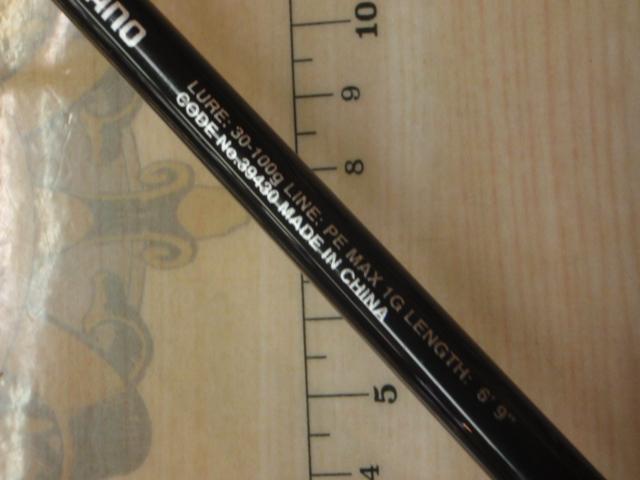 ANO
LURE: 30-100g LINE: PE MAX 1G LENGTH: 6' 9"
CODE No.39430 MADE IN CHINA
10
9
8
5
4